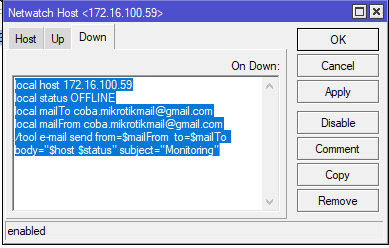 Netwatch Host <172.16.100.59>
Host Up Down
OK
On Down:
Cancel
local host 172.16.100.59
local status OFFLINE
Apply
local mailTo coba.mikrotikmail@gmail.com
local mailFrom coba.mikrotikmail@gmail.com
Disable
/tool e-mail send from=$mailFrom to=$mailTo
body="$host $status" subject="Monitoring"
Comment
Copy
Remove
enabled